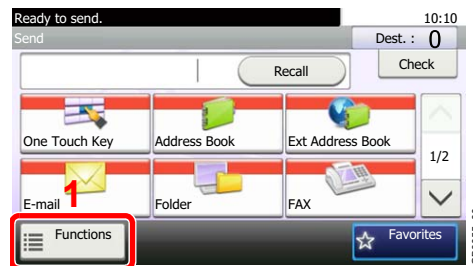 Ready to send.
10:10
Send
Dest. : 0
Recall
Check
One Touch Key
Address Book
Ext Address Book
1/2
E-mail
1
Folder
FAX
Functions
Favorites